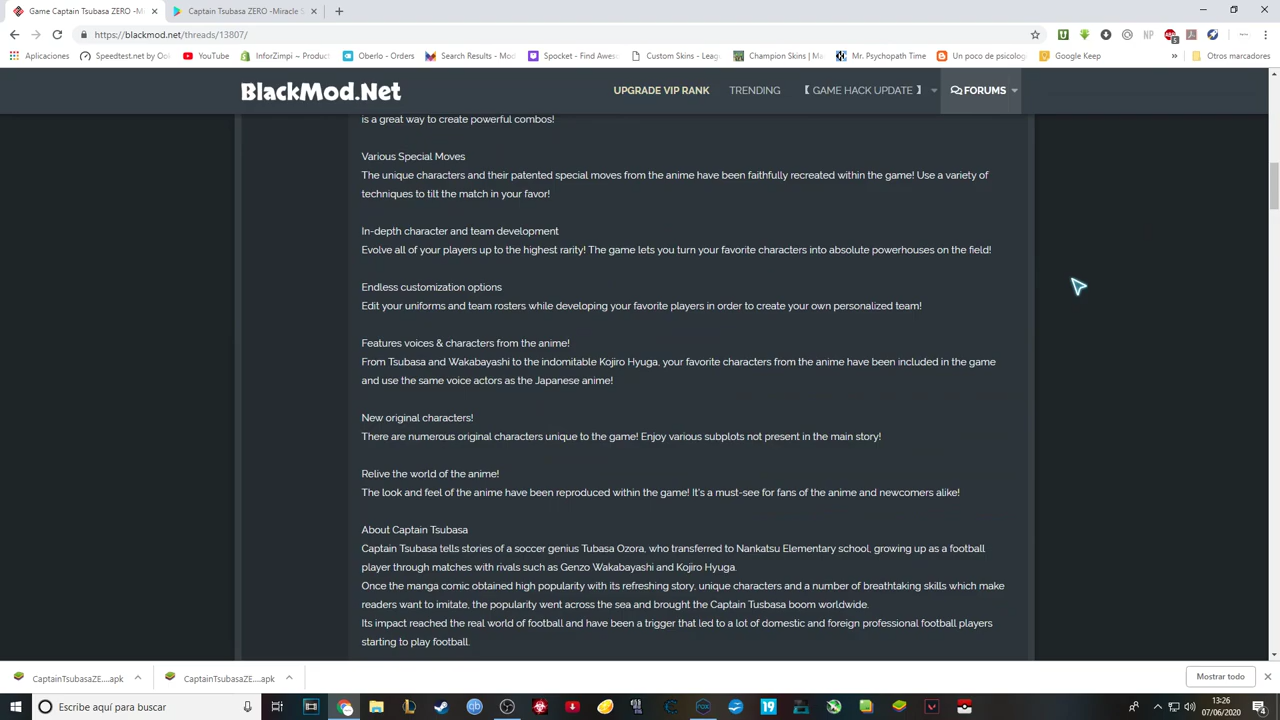 Game Captain Tsubasa ZERO -Mi
Captain Tsubasa ZERO -Miracle S
https://blackmod.net/threads/13807/
Aplicaciones
Speedtest.net by Ook
YouTube
InforZimpi – Product
Oberlo - Orders
Search Results - Mod
Spocket - Find Awes
Custom Skins - Leag
Champion Skins | Ma
Mr. Psychopath Time
Un poco de psicolog
Google Keep
»
Otros marcadores
BlackMod.Net
UPGRADE VIP RANK
TRENDING
【 GAME HACK UPDATE 】
FORUMS
is a great way to create powerful combos!
Various Special Moves
The unique characters and their patented special moves from the anime have been faithfully recreated within the game! Use a variety of
techniques to tilt the match in your favor!
In-depth character and team development
Evolve all of your players up to the highest rarity! The game lets you turn your favorite characters into absolute powerhouses on the field!
Endless customization options
Edit your uniforms and team rosters while developing your favorite players in order to create your own personalized team!
Features voices & characters from the anime!
From Tsubasa and Wakabayashi to the indomitable Kojiro Hyuga, your favorite characters from the anime have been included in the game
and use the same voice actors as the Japanese anime!
New original characters!
There are numerous original characters unique to the game! Enjoy various subplots not present in the main story!
Relive the world of the anime!
The look and feel of the anime have been reproduced within the game! It's a must-see for fans of the anime and newcomers alike!
About Captain Tsubasa
Captain Tsubasa tells stories of a soccer genius Tubasa Ozora, who transferred to Nankatsu Elementary school, growing up as a football
player through matches with rivals such as Genzo Wakabayashi and Kojiro Hyuga.
Once the manga comic obtained high popularity with its refreshing story, unique characters and a number of breathtaking skills which make
readers want to imitate, the popularity went across the sea and brought the Captain Tusbasa boom worldwide.
Its impact reached the real world of football and have been a trigger that led to a lot of domestic and foreign professional football players
starting to play football.
CaptainTsubasaZE....apk
CaptainTsubasaZE....apk
Mostrar todo
Escribe aquí para buscar
19
13:26
07/06/2020